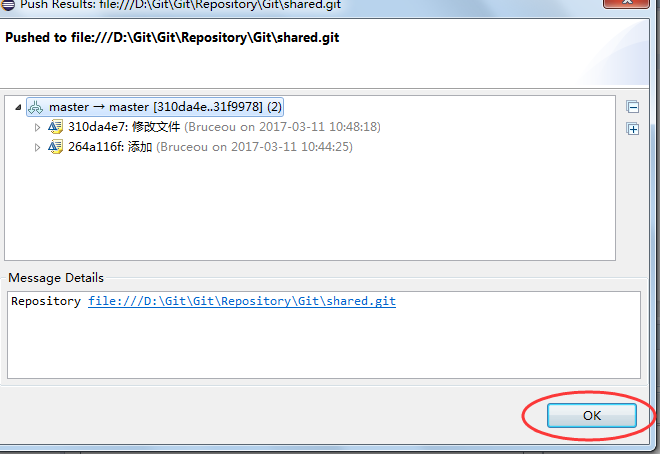 Push Results: file:///D:\Git\Git\Repository\Git\shared.git
Pushed to file:///D:\Git\Git\Repository\Git\shared.git
master → master [310da4e..31f9978] (2)
310da4e7: 修改文件 (Bruceou on 2017-03-11 10:48:18)
264a116f: 添加 (Bruceou on 2017-03-11 10:44:25)
Message Details
Repository file:///D:\Git\Git\Repository\Git\shared.git
OK